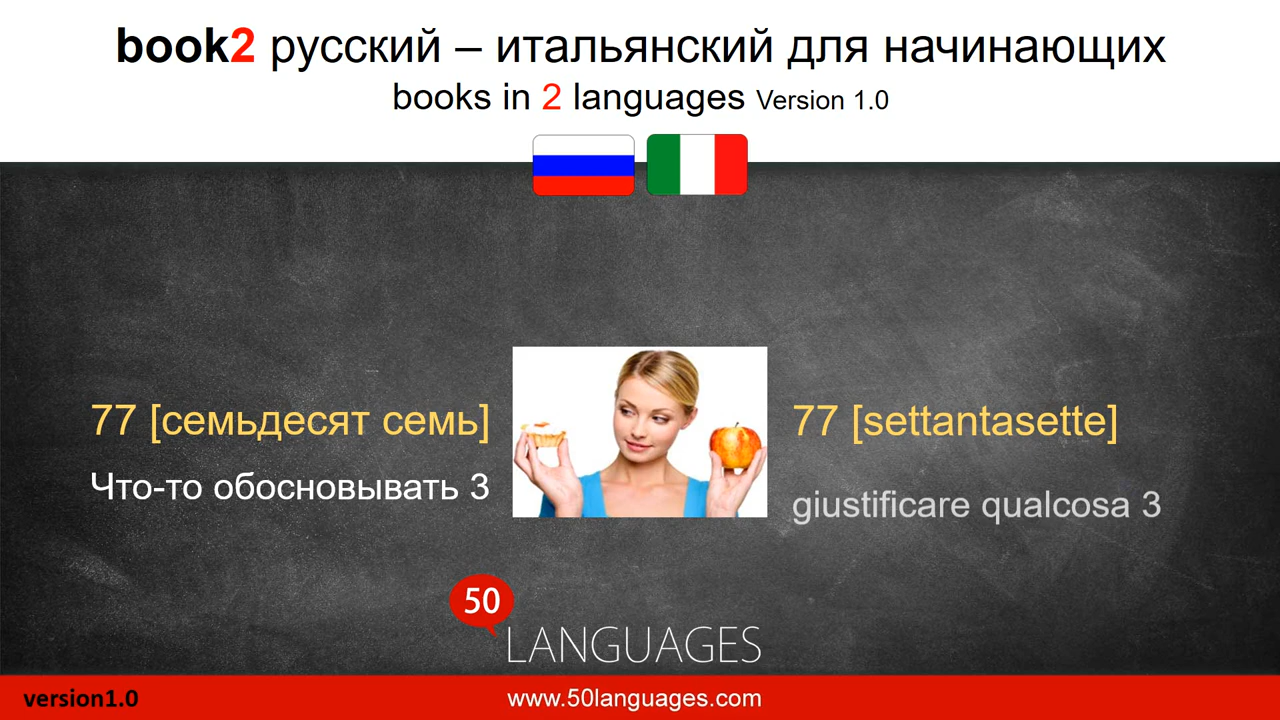 book2 русский – итальянский для начинающих
books in 2 languages Version 1.0
77 [семьдесят семь]
Что-то обосновывать 3
77 [settantasette]
giustificare qualcosa 3
50
LANGUAGES
version1.0
www.50languages.com